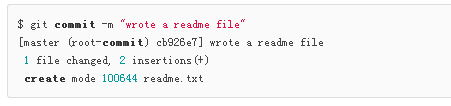 $ git commit -m "wrote a readme file"
[master (root-commit) cb926e7] wrote a readme file
1 file changed, 2 insertions(+)
create mode 100644 readme.txt